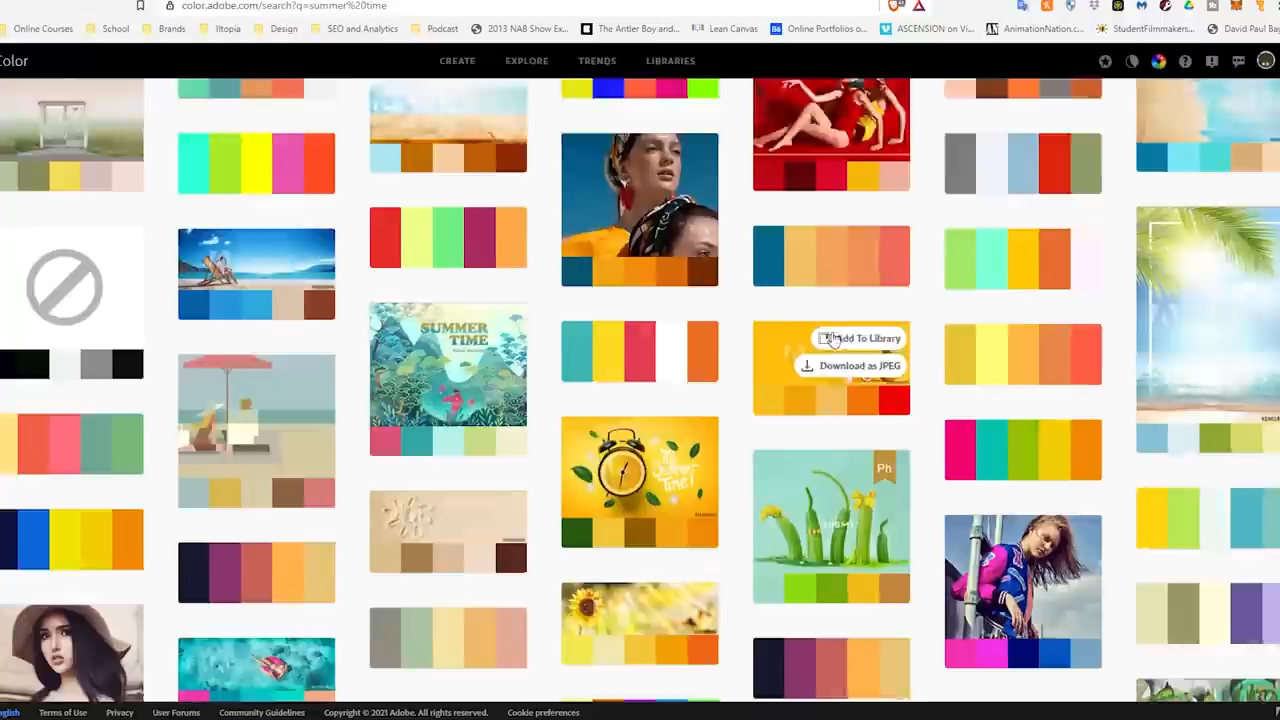 color.adobe.com/search?q=summer%20time
Online Courses School Brands Iltopia Design SEO and Analytics Podcast 2013 NAB Show Ex... The Antler Boy and... Lean Canvas Online Portfolios o... ASCENSION on Vi... AnimationNation.c... StudentFilmmakers... David Paul Ba
Color CREATE EXPLORE TRENDS LIBRARIES
SUMMER
TIME
Add To Library
Download as JPEG
Ph
Summer
Time!
nglish Terms of Use Privacy User Forums Community Guidelines Copyright © 2021 Adobe. All rights reserved. Cookie preferences